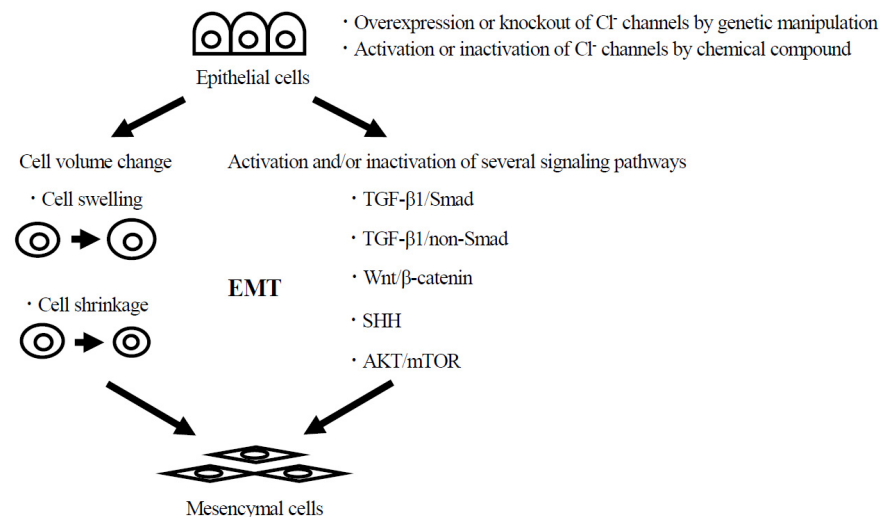 ・Overexpression or knockout of Cl⁻ channels by genetic manipulation
・Activation or inactivation of Cl⁻ channels by chemical compound
Epithelial cells
Cell volume change
・Cell swelling
・Cell shrinkage
Activation and/or inactivation of several signaling pathways
・TGF-β1/Smad
・TGF-β1/non-Smad
・Wnt/β-catenin
・SHH
・AKT/mTOR
EMT
Mesencymal cells